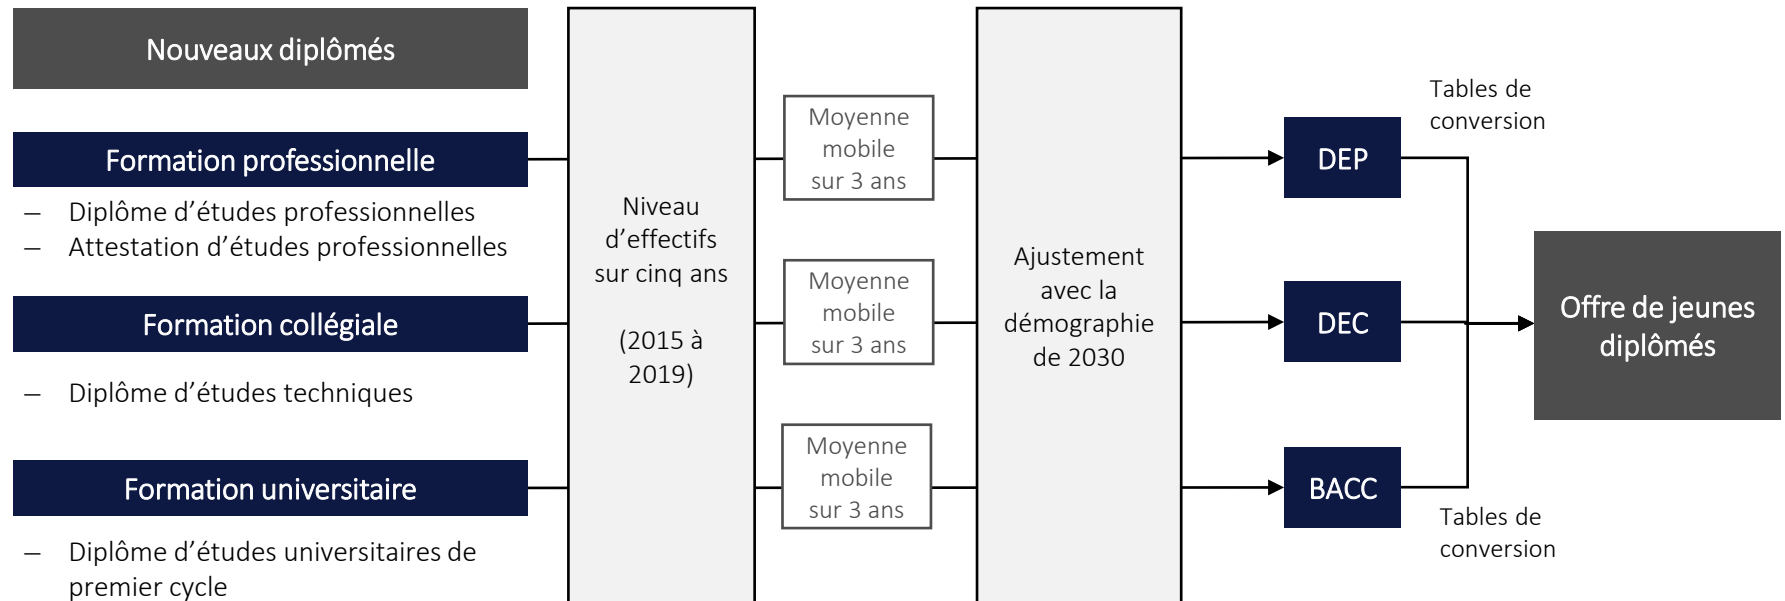 Nouveaux diplômés
Formation professionnelle
– Diplôme d'études professionnelles
– Attestation d'études professionnelles
Formation collégiale
– Diplôme d'études techniques
Formation universitaire
– Diplôme d'études universitaires de
premier cycle
Niveau
d'effectifs
sur cinq ans
(2015 à
2019)
Moyenne
mobile
sur 3 ans
Moyenne
mobile
sur 3 ans
Moyenne
mobile
sur 3 ans
Ajustement
avec la
démographie
de 2030
DEP
DEC
BACC
Tables de
conversion
Tables de
conversion
Offre de jeunes
diplômés